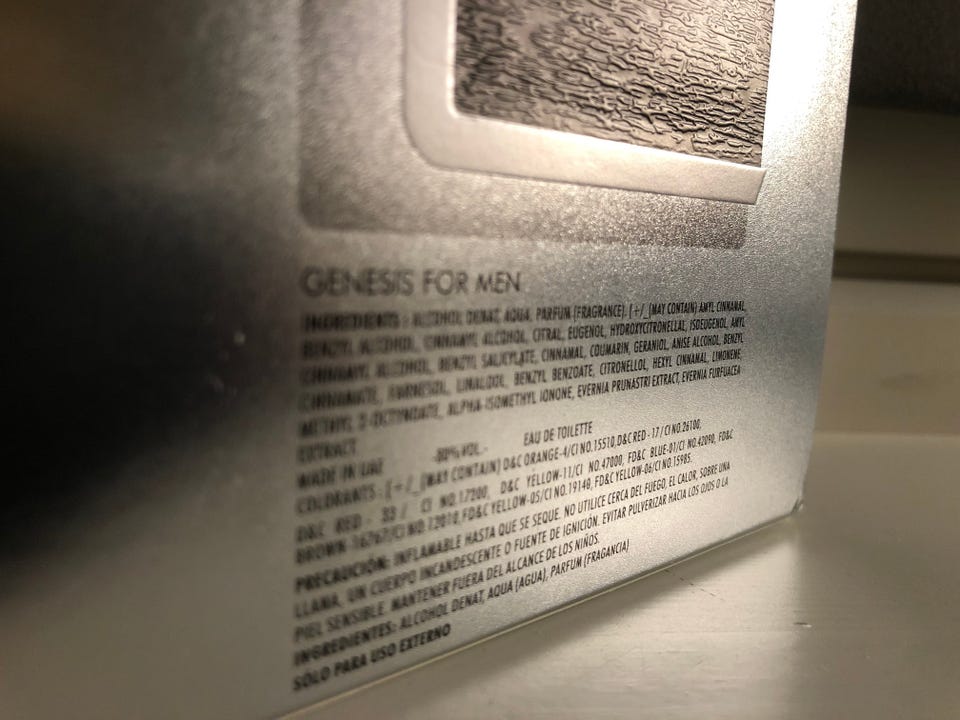 GENESIS FOR MEN
INGREDIENTS : ALCOHOL DENAT, AQUA, PARFUM (FRAGRANCE). [+/_(MAY CONTAIN) AMYL CINNAMAL,
BENZYL ALCOHOL, CINNAMYL ALCOHOL, CITRAL, EUGENOL, HYDROXYCITRONELLAL, ISOEUGENOL, AMYL
CINNAMYL ALCOHOL, BENZYL SALICYLATE, CINNAMAL, COUMARIN, GERANIOL, ANISE ALCOHOL, BENZYL
CINNAMATE, FARNESOL, LINALOOL, BENZYL BENZOATE, CITRONELLOL, HEXYL CINNAMAL, LIMONENE,
METHYL 2-OCTYNOATE, ALPHA-ISOMETHYL IONONE, EVERNIA PRUNASTRI EXTRACT, EVERNIA FURFUACEA
EXTRACT.
MADE IN UAE 80% VOL.- EAU DE TOILETTE
COLORANTS : [+/_(MAY CONTAIN) D&C ORANGE-4/CI NO.15510, D&C RED - 17/CI NO.26100,
D&C RED - 33/ CI NO.17200, D&C YELLOW-11/CI NO.47000, FD&C BLUE-01/CI NO.42090, FD&C
BROWN /CI NO.12010, FD&C YELLOW-05/CI NO.19140, FD&C YELLOW-06/CI NO.15985.
PRECAUCIÓN: INFLAMABLE HASTA QUE SE SEQUE. NO UTILICE CERCA DEL FUEGO, EL CALOR, SOBRE UNA
LLAMA, UN CUERPO INCANDESCENTE O FUENTE DE IGNICIÓN. EVITAR PULVERIZAR HACIA LOS OJOS O LA
PIEL SENSIBLE. MANTENER FUERA DEL ALCANCE DE LOS NIÑOS.
INGREDIENTES: ALCOHOL DENAT, AQUA (AGUA), PARFUM (FRAGANCIA)
SÓLO PARA USO EXTERNO